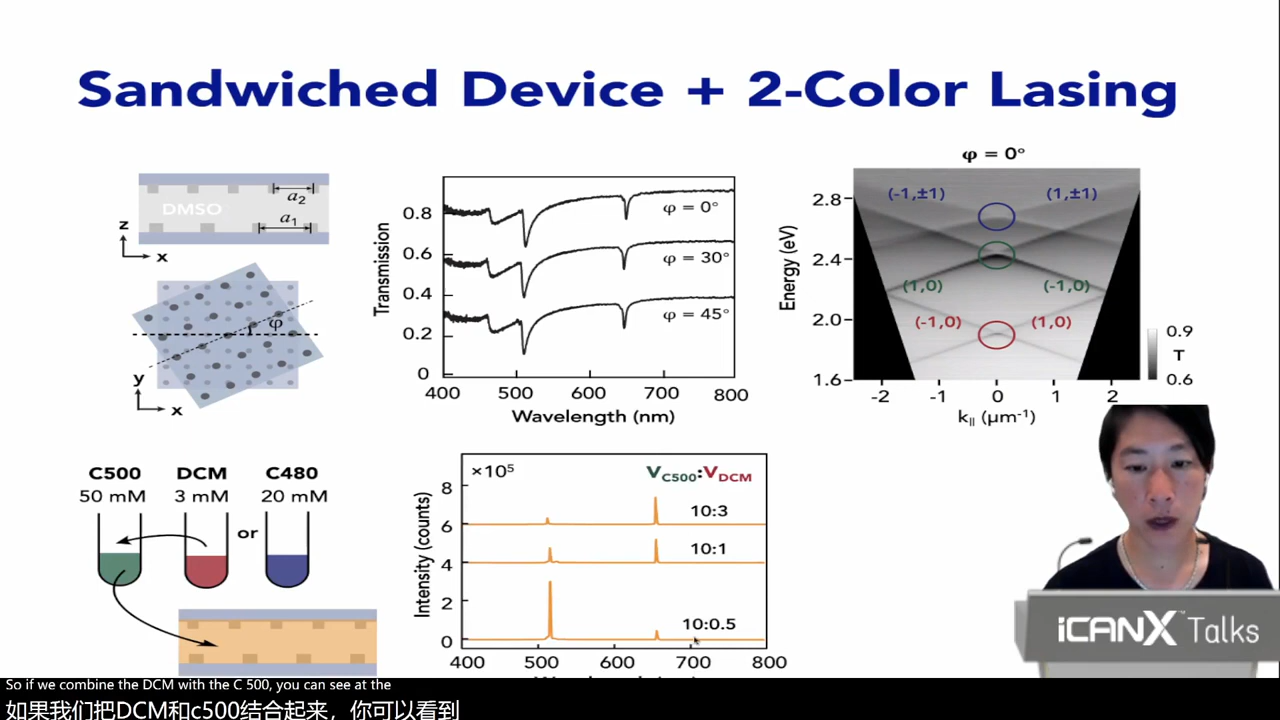 Sandwiched Device + 2-Color Lasing
DMSO
a2
a1
z
x
φ
y
x
Transmission
0.8
0.6
0.4
0.2
0
φ = 0°
φ = 30°
φ = 45°
400 500 600 700 800
Wavelength (nm)
φ = 0°
Energy (eV)
2.8
2.4
2.0
1.6
(-1,±1) (1,±1)
(1,0) (-1,0)
(-1,0) (1,0)
0.9
T
0.6
-2 -1 0 1 2
k|| (μm-1)
C500 DCM C480
50 mM 3 mM 20 mM
or
Intensity (counts)
×10⁵
8
6
4
2
0
VC500:VDCM
10:3
10:1
10:0.5
400 500 600 700 800
iCANX™ Talks
So if we combine the DCM with the C 500, you can see at the
如果我们把DCM和c500结合起来，你可以看到